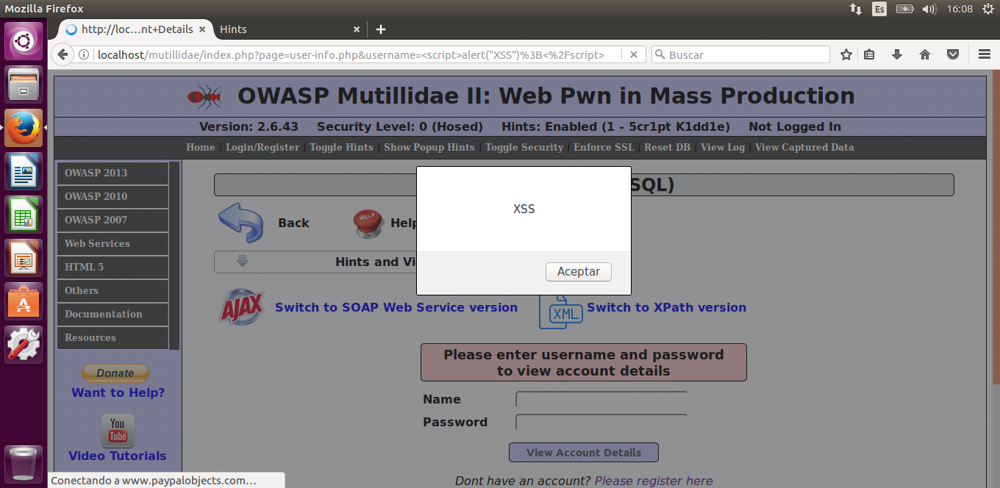 Mozilla Firefox
Es
16:08
http://loc...nt+Details
Hints
localhost/mutillidae/index.php?page=user-info.php&username=<script>alert("XSS")%3B<%2Fscript>
Buscar
OWASP Mutillidae II: Web Pwn in Mass Production
Version: 2.6.43 Security Level: 0 (Hosed) Hints: Enabled (1 - 5cr1pt K1dd1e) Not Logged In
Home | Login/Register | Toggle Hints | Show Popup Hints | Toggle Security | Enforce SSL | Reset DB | View Log | View Captured Data
OWASP 2013
OWASP 2010
OWASP 2007
Web Services
HTML 5
Others
Documentation
Resources
Donate
Want to Help?
You
Tube
Video Tutorials
SQL)
Back
HELP
Help
Hints and Vi
XSS
Aceptar
AJAX
Switch to SOAP Web Service version
XML
Switch to XPath version
Please enter username and password
to view account details
Name
Password
View Account Details
Dont have an account? Please register here
Conectando a www.paypalobjects.com...